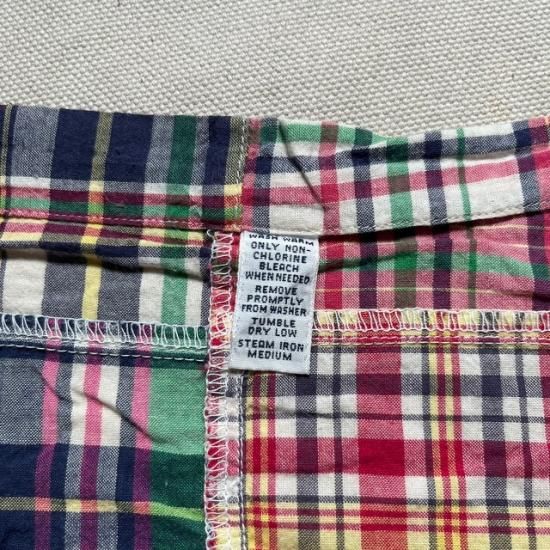 WASH WARM
ONLY NON-
CHLORINE
BLEACH
WHEN NEEDED
REMOVE
PROMPTLY
FROM WASHER
TUMBLE
DRY LOW
STEAM IRON
MEDIUM